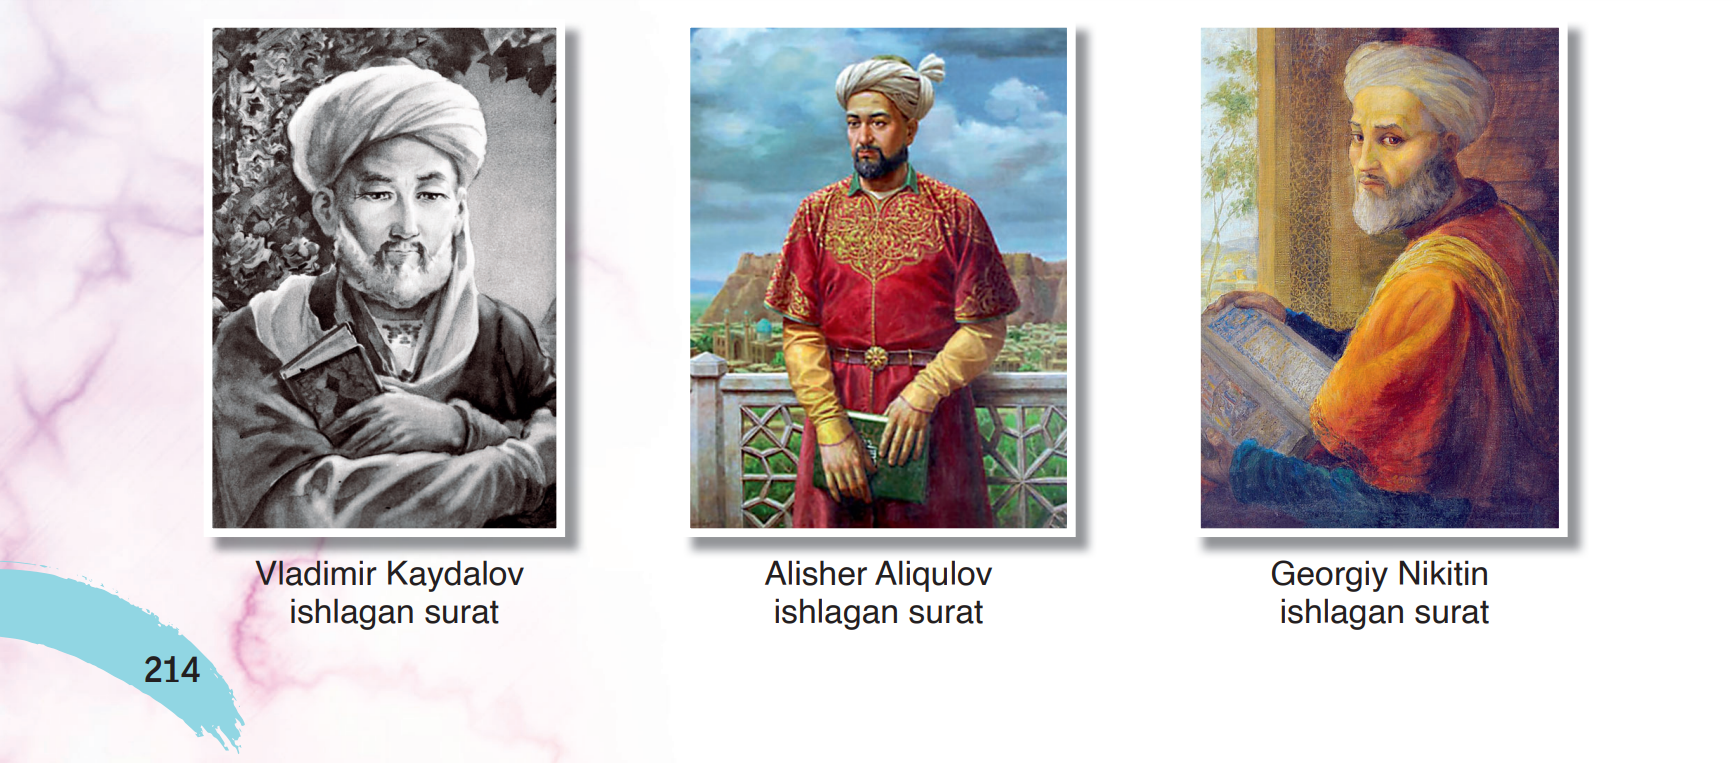 Vladimir Kaydalov
ishlagan surat
Alisher Aliqulov
ishlagan surat
Georgiy Nikitin
ishlagan surat
214